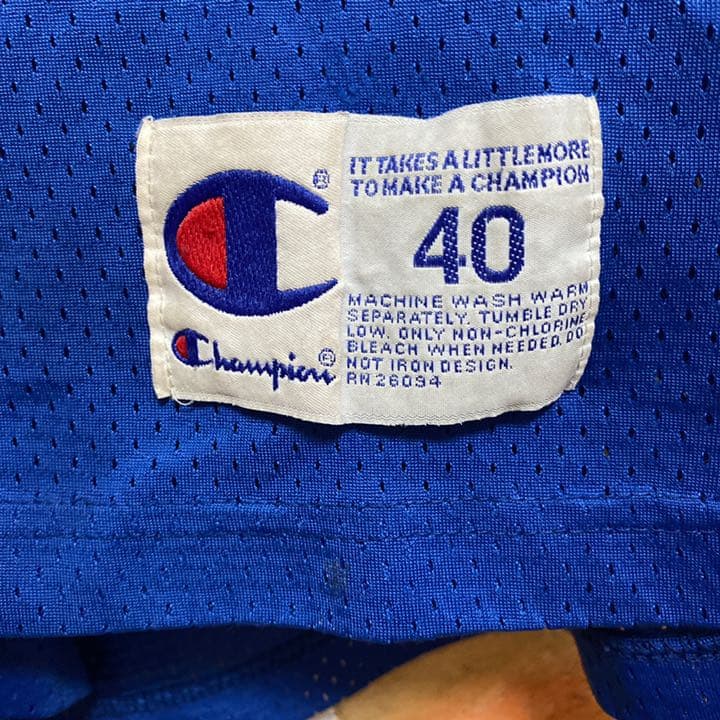 ®
Champion®
IT TAKES A LITTLE MORE
TO MAKE A CHAMPION
40
MACHINE WASH WARM
SEPARATELY. TUMBLE DRY
LOW. ONLY NON-CHLORINE
BLEACH WHEN NEEDED. DO
NOT IRON DESIGN.
RN 26094